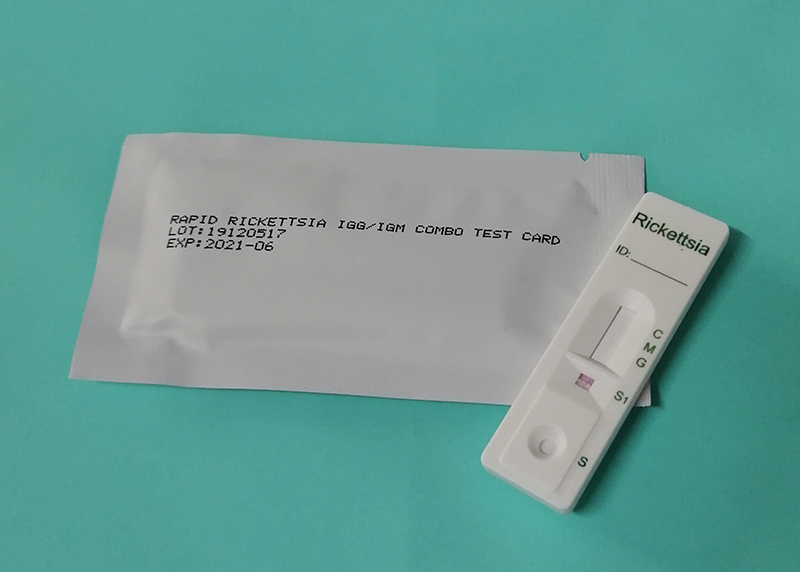 RAPID RICKETTSIA IGG/IGM COMBO TEST CARD
LOT:19120517
EXP:2021-06
Rickettsia
ID:
C
M
G
S1
S